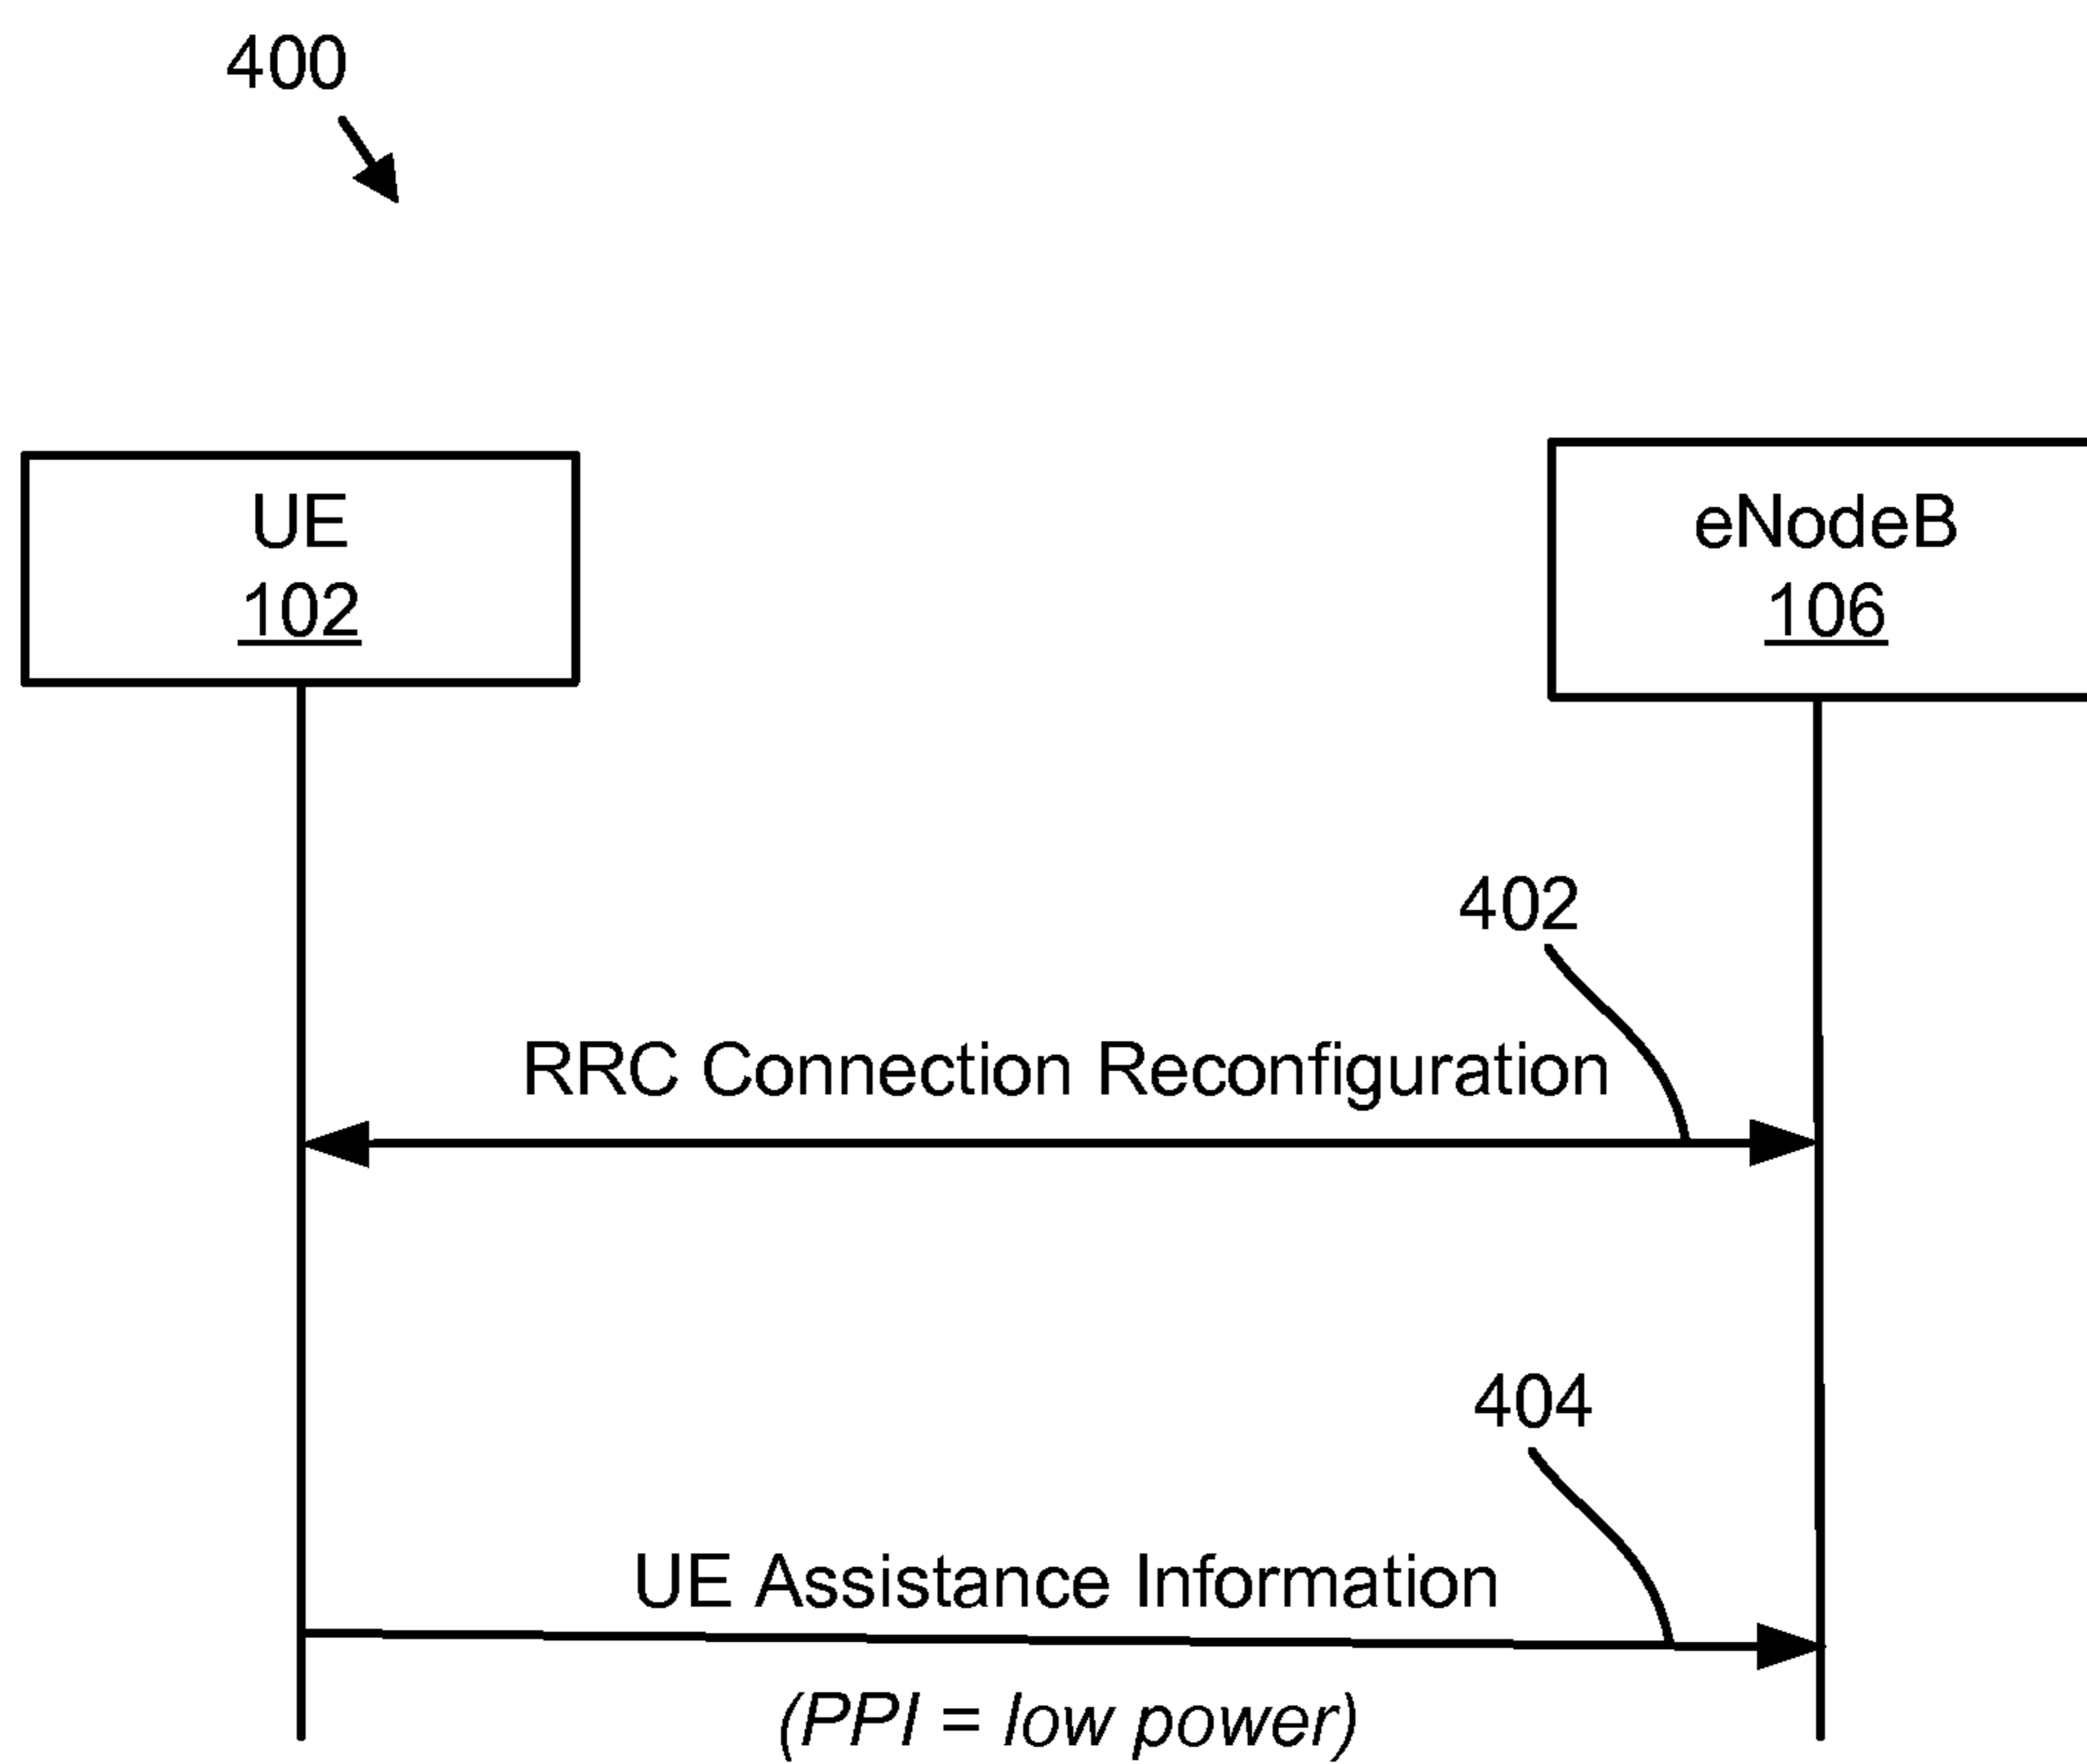 400
UE
102
eNodeB
106
402
RRC Connection Reconfiguration
404
UE Assistance Information
(PPI = low power)